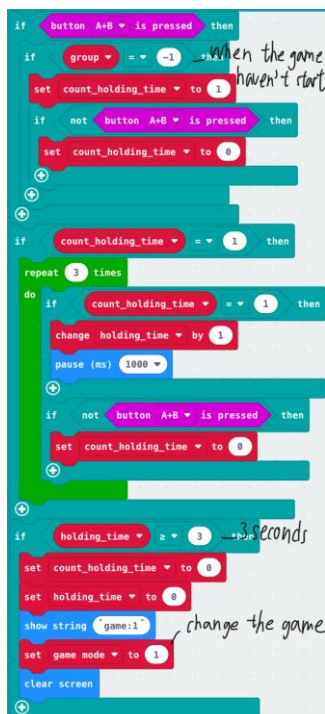 if button A+B is pressed then
if group = -1 then when the game
haven't start
set count_holding_time to 1
if not button A+B is pressed then
set count_holding_time to 0
if count_holding_time = 1 then
repeat 3 times
do if count_holding_time = 1 then
change holding_time by 1
pause (ms) 1000
if not button A+B is pressed then
set count_holding_time to 0
if holding_time ≥ 3 then 3 seconds
set count_holding_time to 0
set holding_time to 0
show string "game:1"
change the game
set game mode to 1
clear screen